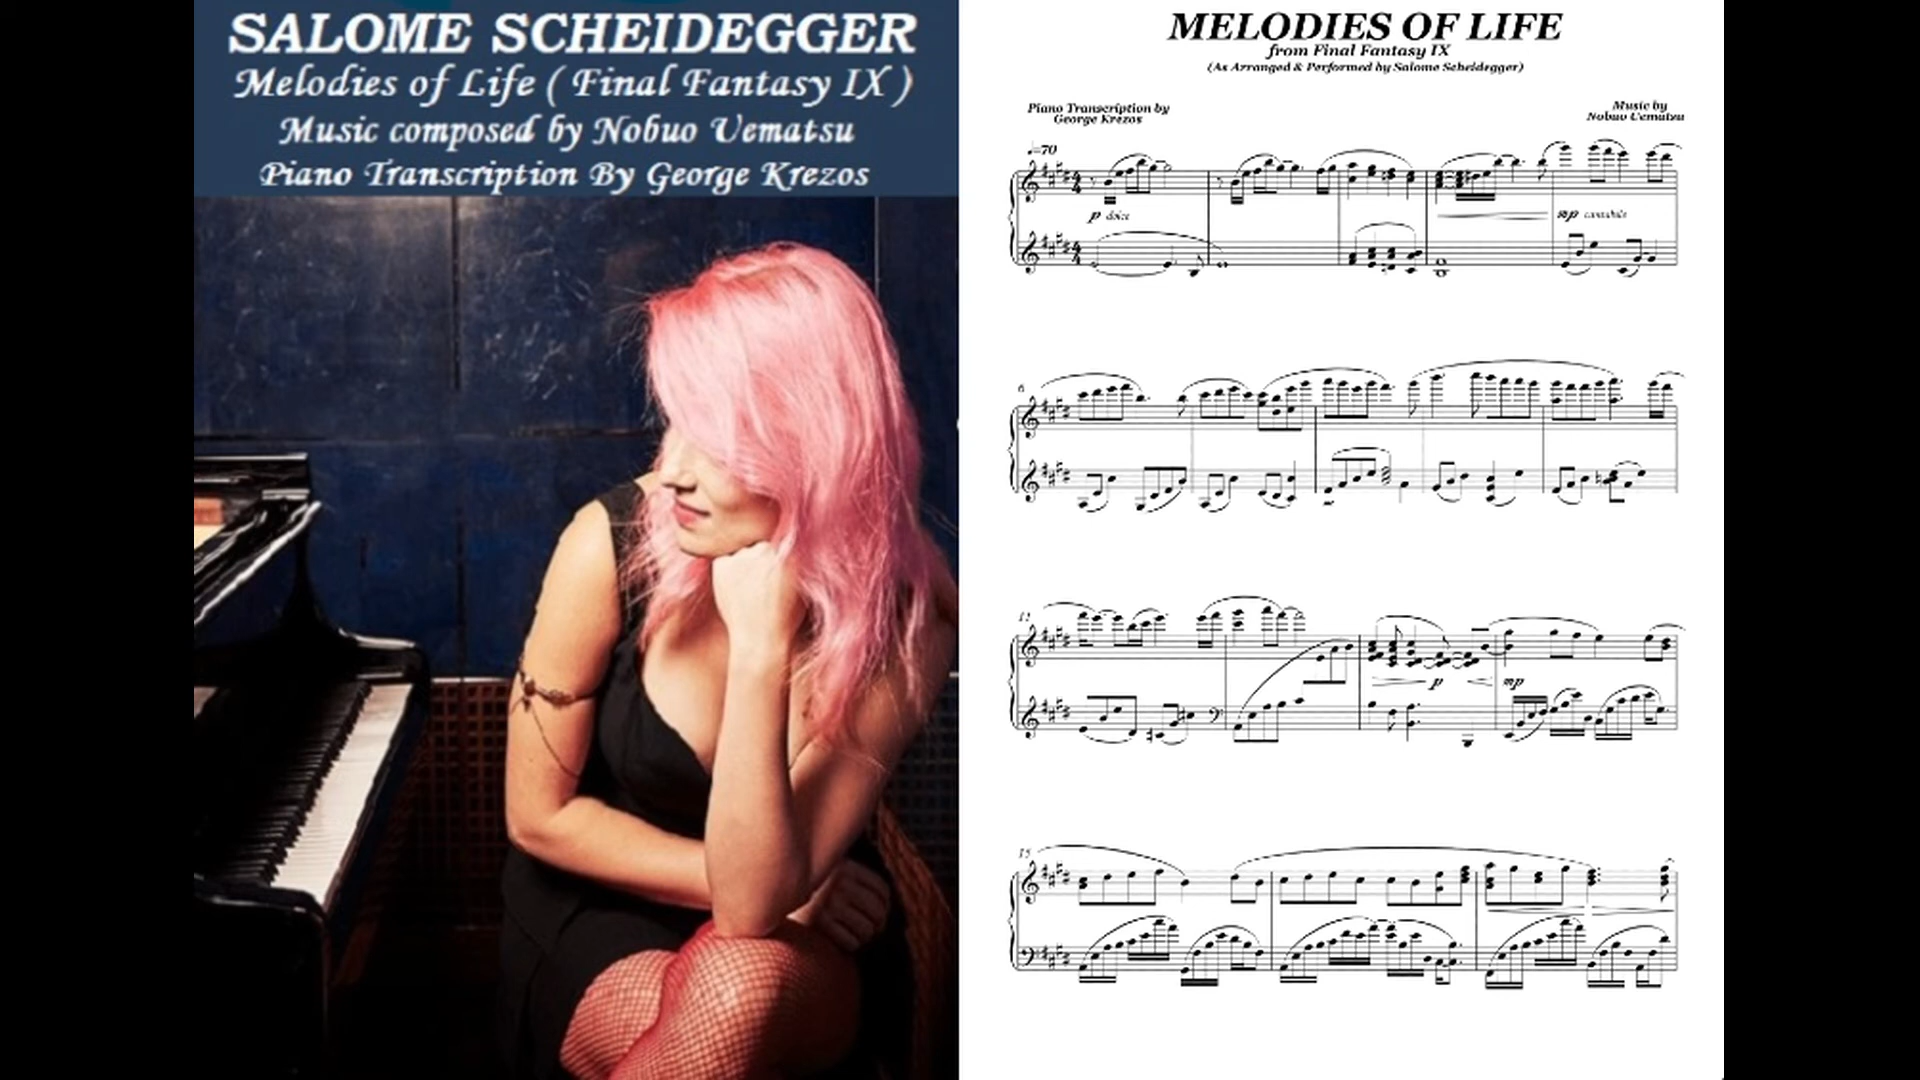 SALOME SCHEIDEGGER
Melodies of Life ( Final Fantasy IX )
Music composed by Nobuo Uematsu
Piano Transcription By George Krezos
MELODIES OF LIFE
from Final Fantasy IX
(As Arranged & Performed by Salome Scheidegger)
Piano Transcription by
George Krezos
Music by
Nobuo Uematsu
♩=70
p dolce
mp cantabile
6
11
p
mp
15